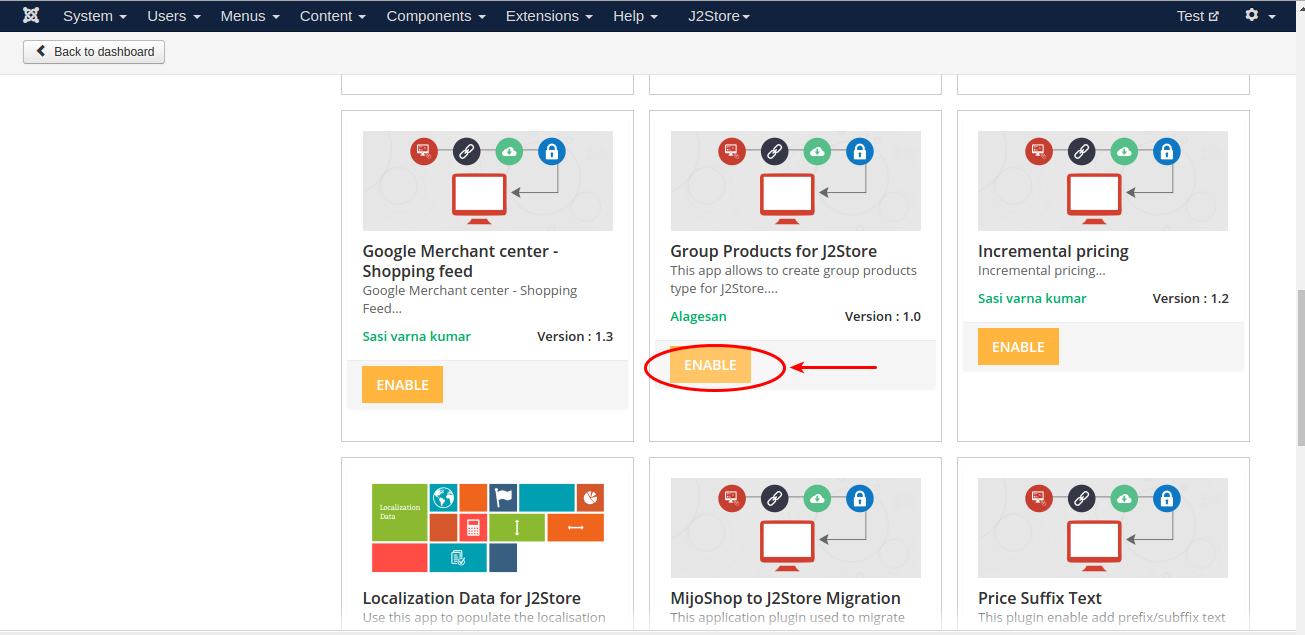 System Users Menus Content Components Extensions Help J2Store Test
Back to dashboard
Google Merchant center -
Shopping feed
Google Merchant center - Shopping
Feed...
Sasi varna kumar Version : 1.3
ENABLE
Group Products for J2Store
This app allows to create group products
type for J2Store....
Alagesan Version : 1.0
ENABLE
Incremental pricing
Incremental pricing...
Sasi varna kumar Version : 1.2
ENABLE
Localization
Data
Localization Data for J2Store
Use this app to populate the localisation
MijoShop to J2Store Migration
This application plugin used to migrate
Price Suffix Text
This plugin enable add prefix/subffix text